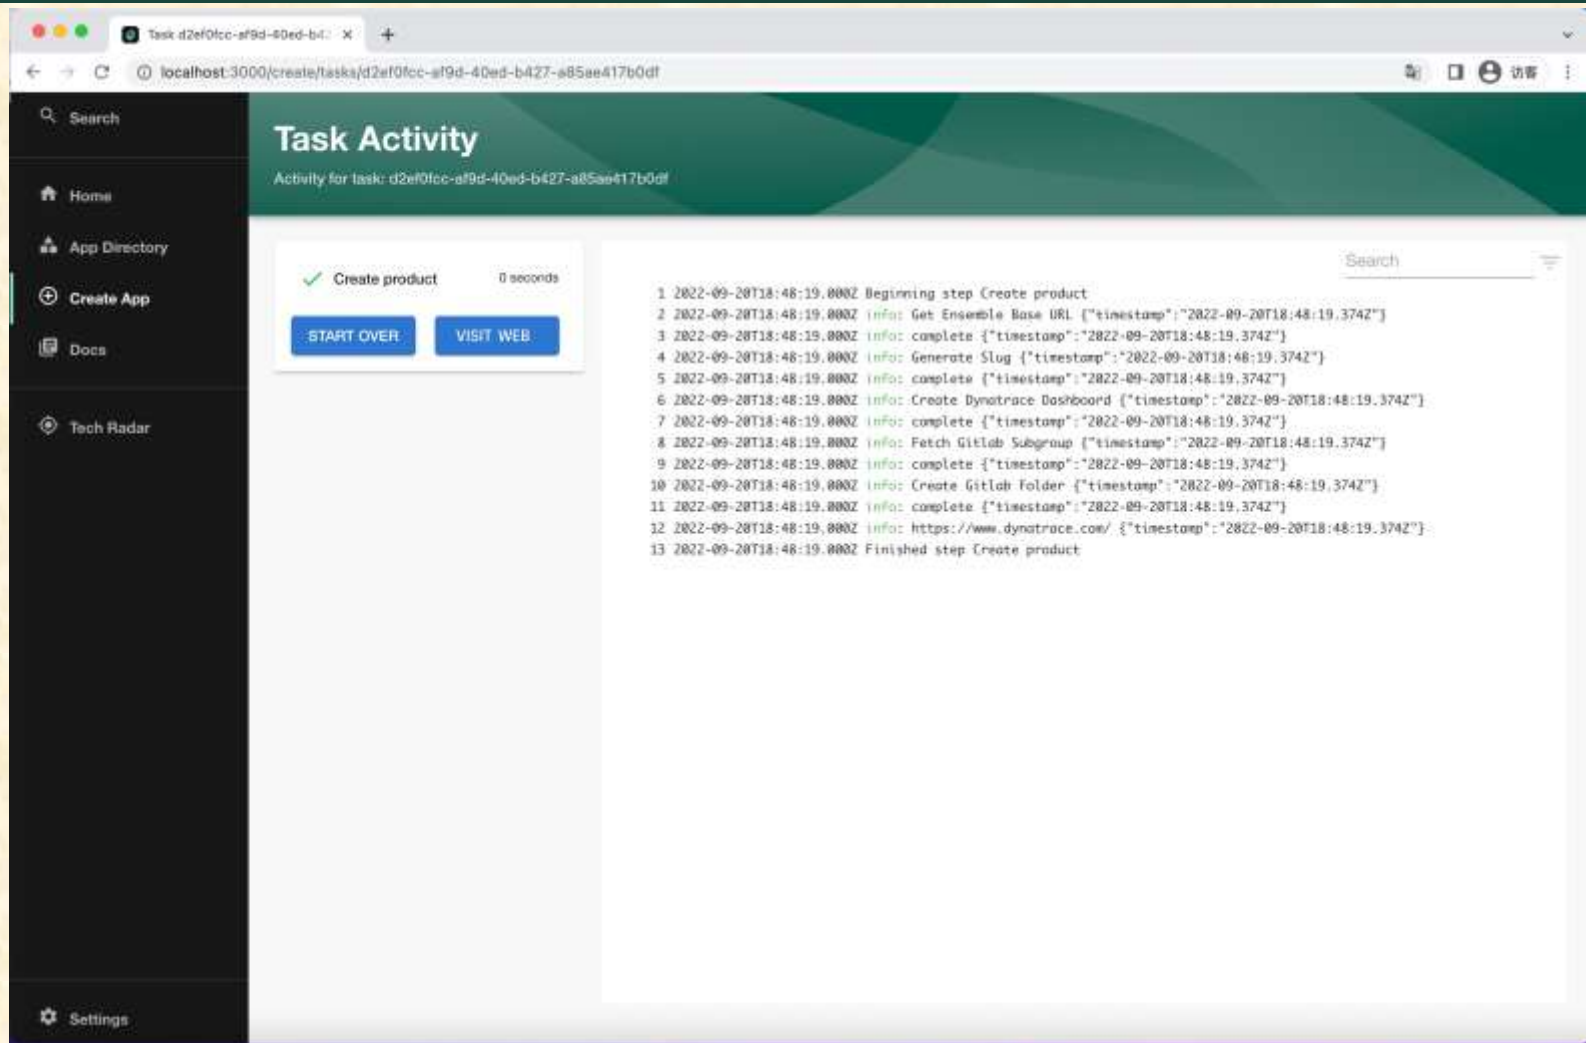 Task d2ef0fcc-af9d-40ed-b42
localhost:3000/create/tasks/d2ef0fcc-af9d-40ed-b427-a85ae417b0df
访客
Search
Home
App Directory
Create App
Docs
Tech Radar
Settings
Task Activity
Activity for task: d2ef0fcc-af9d-40ed-b427-a85ae417b0df
Create product 0 seconds
START OVER VISIT WEB
Search
1 2022-09-20T18:48:19.000Z Beginning step Create product
2 2022-09-20T18:48:19.000Z info: Get Ensemble Base URL {"timestamp":"2022-09-20T18:48:19.374Z"}
3 2022-09-20T18:48:19.000Z info: complete {"timestamp":"2022-09-20T18:48:19.374Z"}
4 2022-09-20T18:48:19.000Z info: Generate Slug {"timestamp":"2022-09-20T18:48:19.374Z"}
5 2022-09-20T18:48:19.000Z info: complete {"timestamp":"2022-09-20T18:48:19.374Z"}
6 2022-09-20T18:48:19.000Z info: Create Dynatrace Dashboard {"timestamp":"2022-09-20T18:48:19.374Z"}
7 2022-09-20T18:48:19.000Z info: complete {"timestamp":"2022-09-20T18:48:19.374Z"}
8 2022-09-20T18:48:19.000Z info: Fetch Gitlab Subgroup {"timestamp":"2022-09-20T18:48:19.374Z"}
9 2022-09-20T18:48:19.000Z info: complete {"timestamp":"2022-09-20T18:48:19.374Z"}
10 2022-09-20T18:48:19.000Z info: Create Gitlab Folder {"timestamp":"2022-09-20T18:48:19.374Z"}
11 2022-09-20T18:48:19.000Z info: complete {"timestamp":"2022-09-20T18:48:19.374Z"}
12 2022-09-20T18:48:19.000Z info: https://www.dynatrace.com/ {"timestamp":"2022-09-20T18:48:19.374Z"}
13 2022-09-20T18:48:19.000Z Finished step Create product